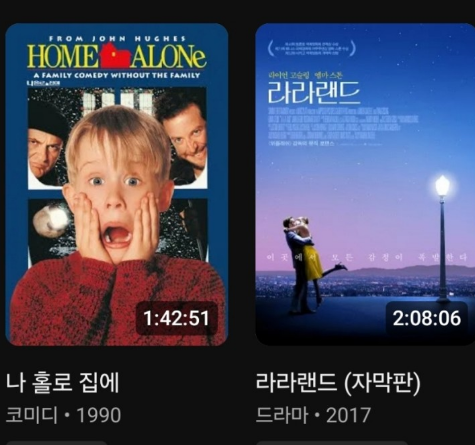 FROM JOHN HUGHES
HOME ALONe
A FAMILY COMEDY WITHOUT THE FAMILY
1:42:51
나 홀로 집에
코미디 • 1990
라이언 고슬링 엠마 스톤
라라랜드
이곳에서 모든 감정이 폭발한다
2:08:06
라라랜드 (자막판)
드라마 • 2017